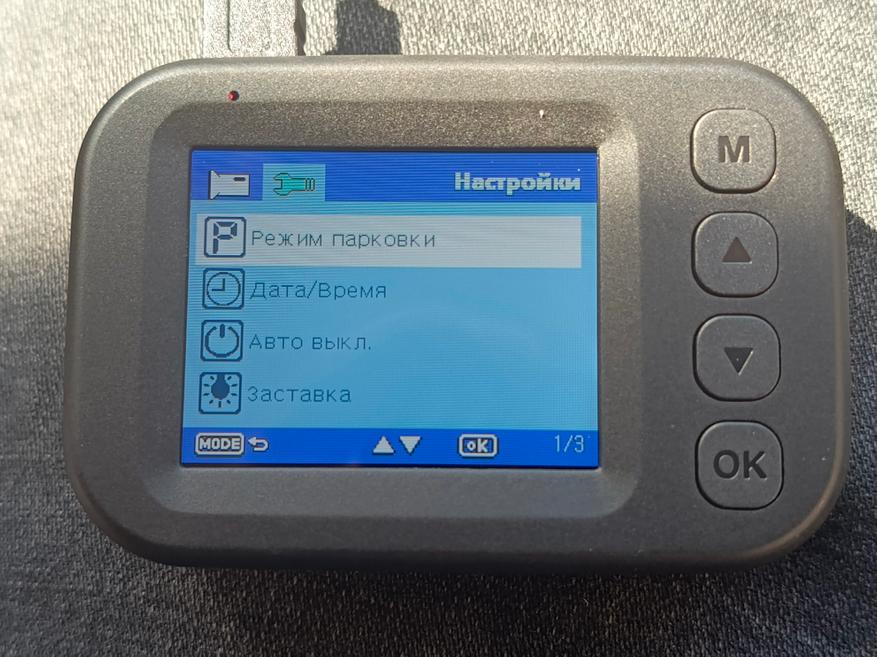 Настройки
P Режим парковки
Дата/Время
Авто выкл.
Заставка
MODE OK 1/3
M
OK